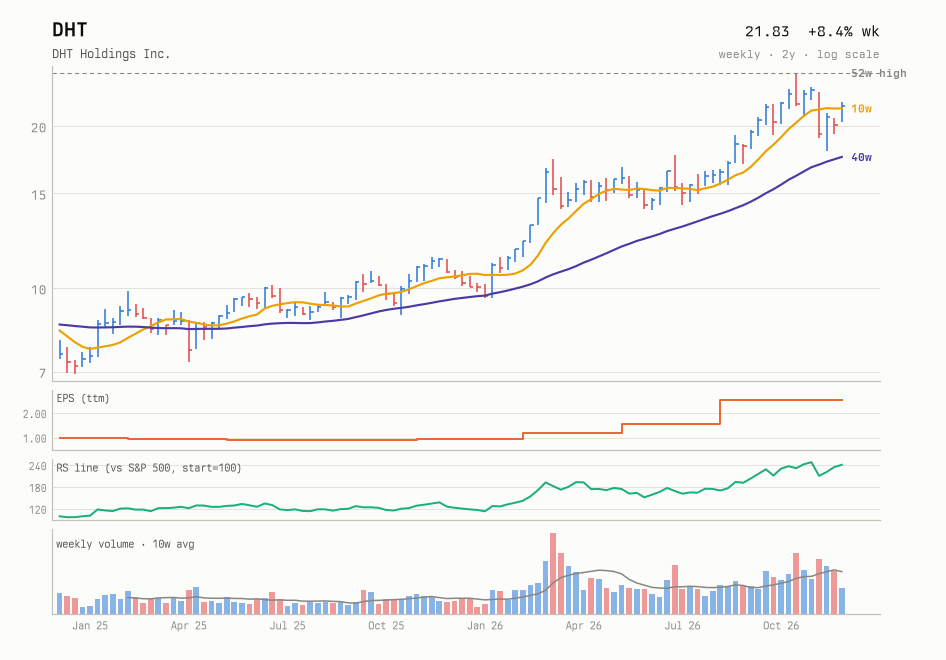 DHT
21.83 +8.4% wk
DHT Holdings Inc.
weekly · 2y · log scale
52w high
10w
20
40w
15
10
7
EPS (ttm)
2.00
1.00
RS line (vs S&P 500, start=100)
240
180
120
weekly volume · 10w avg
Jan 25 Apr 25 Jul 25 Oct 25 Jan 26 Apr 26 Jul 26 Oct 26